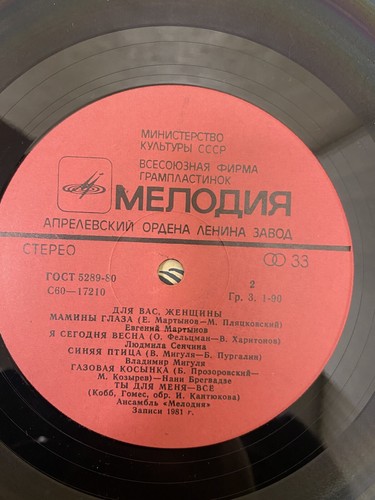 МИНИСТЕРСТВО
КУЛЬТУРЫ СССР
ВСЕСОЮЗНАЯ ФИРМА
ГРАМПЛАСТИНОК
МЕЛОДИЯ
АПРЕЛЕВСКИЙ ОРДЕНА ЛЕНИНА ЗАВОД
СТЕРЕО 33
ГОСТ 5289-80 2
С60—17210 Гр. 3. 1-90
ДЛЯ ВАС, ЖЕНЩИНЫ
МАМИНЫ ГЛАЗА (Е. Мартынов—М. Пляцковский)
Евгений Мартынов
Я СЕГОДНЯ ВЕСНА (О. Фельцман—В. Харитонов)
Людмила Сенчина
СИНЯЯ ПТИЦА (В. Мигуля—Б. Пургалин)
Владимир Мигуля
ГАЗОВАЯ КОСЫНКА (Б. Прозоровский—
М. Козырев)—Нани Брегвадзе
ТЫ ДЛЯ МЕНЯ—ВСЕ
(Кобб, Гомес, обр. И. Кантюкова)
Ансамбль «Мелодия»
Записи 1981 г.